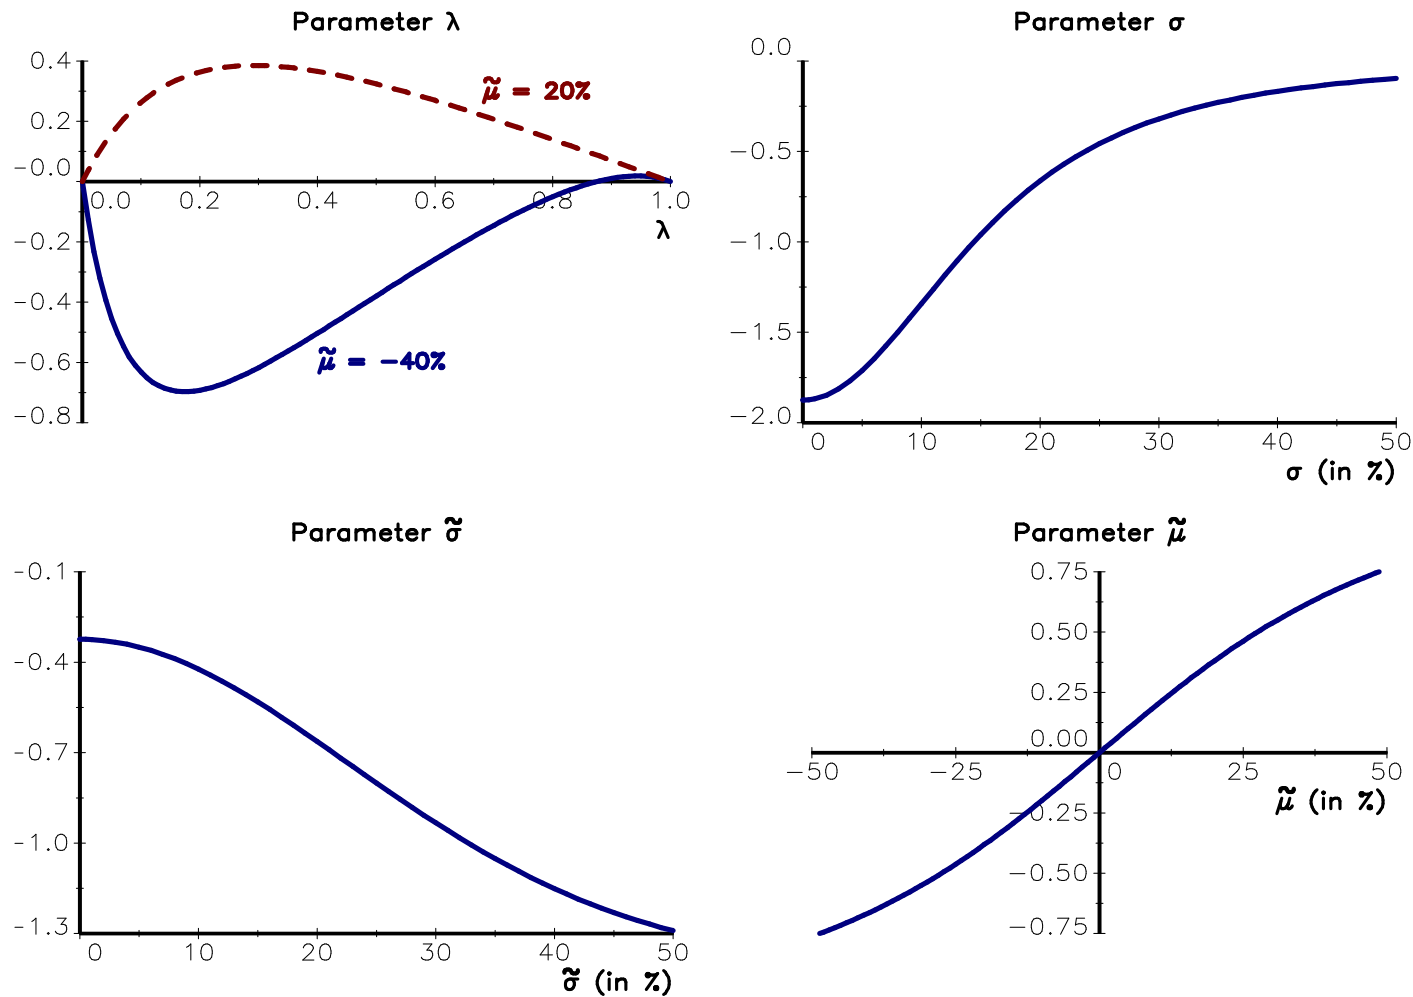 Parameter λ
0.4
0.2
-0.0
-0.2
-0.4
-0.6
-0.8
0.0 0.2 0.4 0.6 0.8 1.0
λ
μ̃ = 20%
μ̃ = −40%
Parameter σ
0.0
−0.5
−1.0
−1.5
−2.0
0 10 20 30 40 50
σ (in %)
Parameter σ̃
-0.1
-0.4
-0.7
-1.0
-1.3
0 10 20 30 40 50
σ̃ (in %)
Parameter μ̃
0.75
0.50
0.25
0.00
−50 −25 0 25 50
μ̃ (in %)
−0.25
−0.50
−0.75